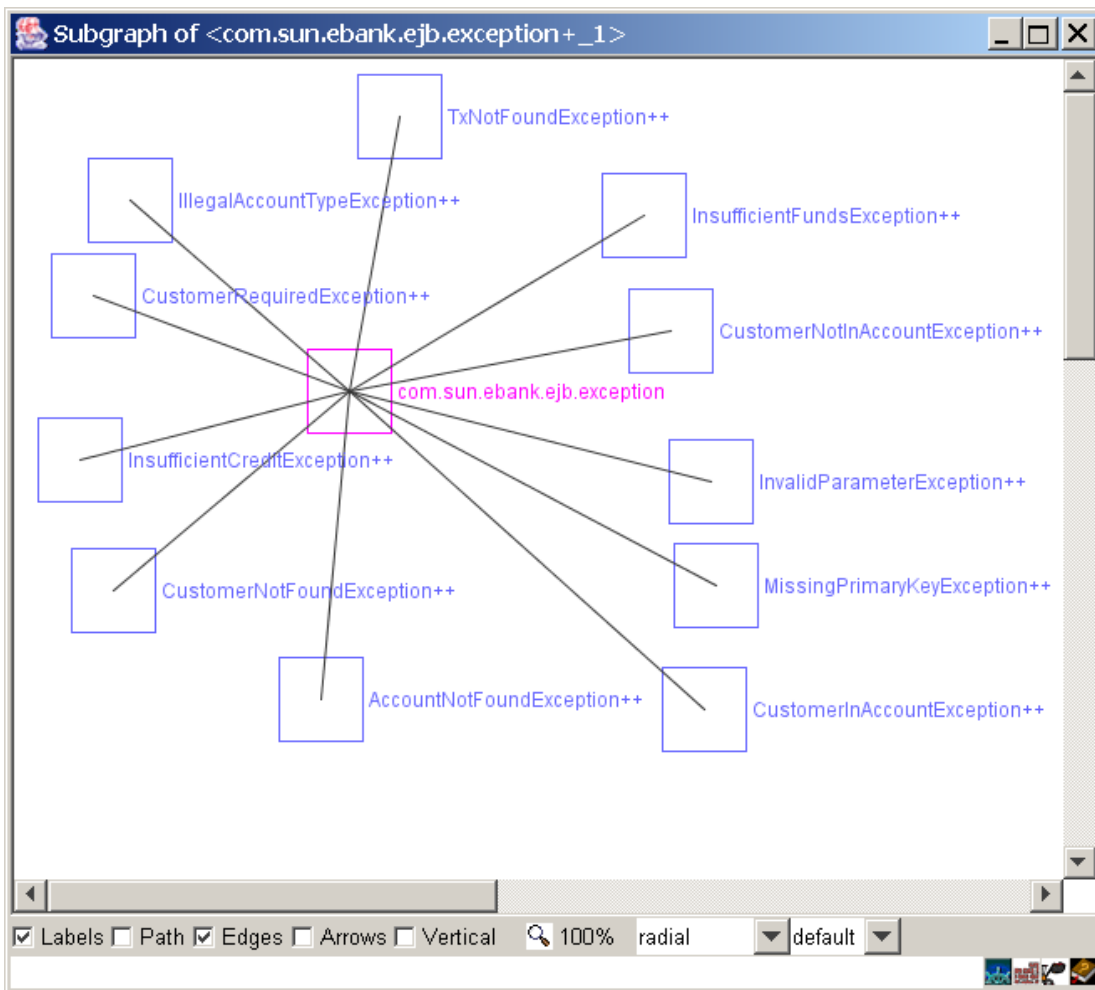 Subgraph of <com.sun.ebank.ejb.exception+_1>
TxNotFoundException++
IllegalAccountTypeException++
InsufficientFundsException++
CustomerRequiredException++
CustomerNotInAccountException++
com.sun.ebank.ejb.exception
InsufficientCreditException++
InvalidParameterException++
CustomerNotFoundException++
MissingPrimaryKeyException++
AccountNotFoundException++
CustomerInAccountException++
Labels Path Edges Arrows Vertical 100% radial default